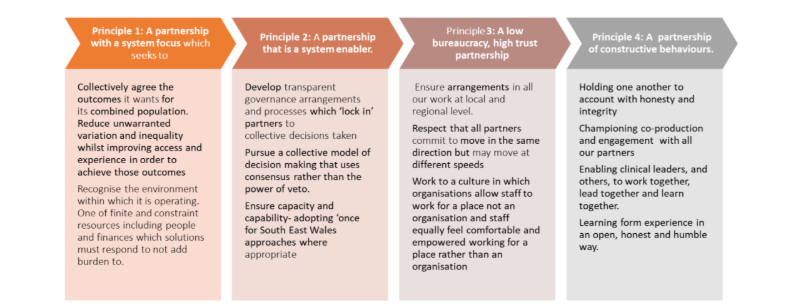 Principle 1: A partnership
with a system focus which
seeks to
Collectively agree the
outcomes it wants for
its combined population.
Reduce unwarranted
variation and inequality
whilst improving access and
experience in order to
achieve those outcomes
Recognise the environment
within which it is operating.
One of finite and constraint
resources including people
and finances which solutions
must respond to not add
burden to.
Principle 2: A partnership
that is a system enabler.
Develop transparent
governance arrangements
and processes which ‘lock in’
partners to
collective decisions taken
Pursue a collective model of
decision making that uses
consensus rather than the
power of veto.
Ensure capacity and
capability- adopting ‘once
for South East Wales
approaches where
appropriate
Principle3: A low
bureaucracy, high trust
partnership
Ensure arrangements in all
our work at local and
regional level.
Respect that all partners
commit to move in the same
direction but may move at
different speeds
Work to a culture in which
organisations allow staff to
work for a place not an
organisation and staff
equally feel comfortable and
empowered working for a
place rather than an
organisation
Principle 4: A partnership
of constructive behaviours.
Holding one another to
account with honesty and
integrity
Championing co-production
and engagement with all
our partners
Enabling clinical leaders, and
others, to work together,
lead together and learn
together.
Learning form experience in
an open, honest and humble
way.